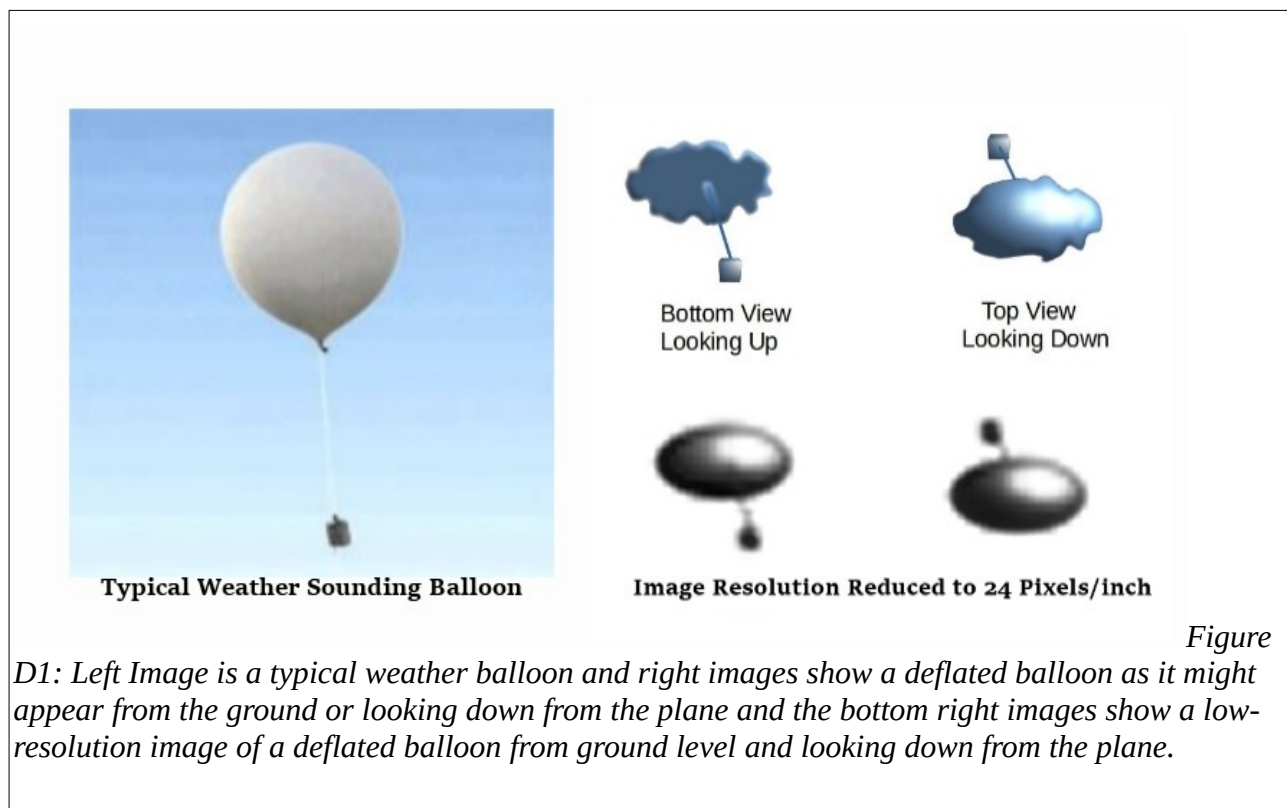 Bottom View
Looking Up
Top View
Looking Down
Typical Weather Sounding Balloon
Image Resolution Reduced to 24 Pixels/inch
Figure
D1: Left Image is a typical weather balloon and right images show a deflated balloon as it might
appear from the ground or looking down from the plane and the bottom right images show a low-
resolution image of a deflated balloon from ground level and looking down from the plane.